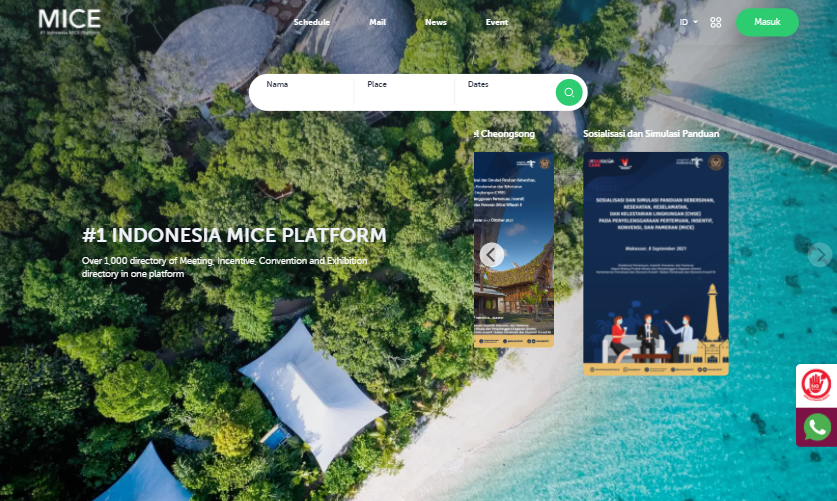 MICE
#1 Indonesia MICE Platform
Schedule
Mail
News
Event
ID
Masuk
Nama
Place
Dates
el Cheongsong
Sosialisasi dan Simulasi Panduan
#1 INDONESIA MICE PLATFORM
Over 1,000 directory of Meeting, Incentive, Convention and Exhibition
directory in one platform
SOSIALISASI DAN SIMULASI PANDUAN KEBERSIHAN,
KESEHATAN, KESELAMATAN,
DAN KELESTARIAN LINGKUNGAN (CHSE)
PADA PENYELENGGARAAN PERTEMUAN, INSENTIF,
KONVENSI, DAN PAMERAN (MICE)
Makassar, 8 September 2021